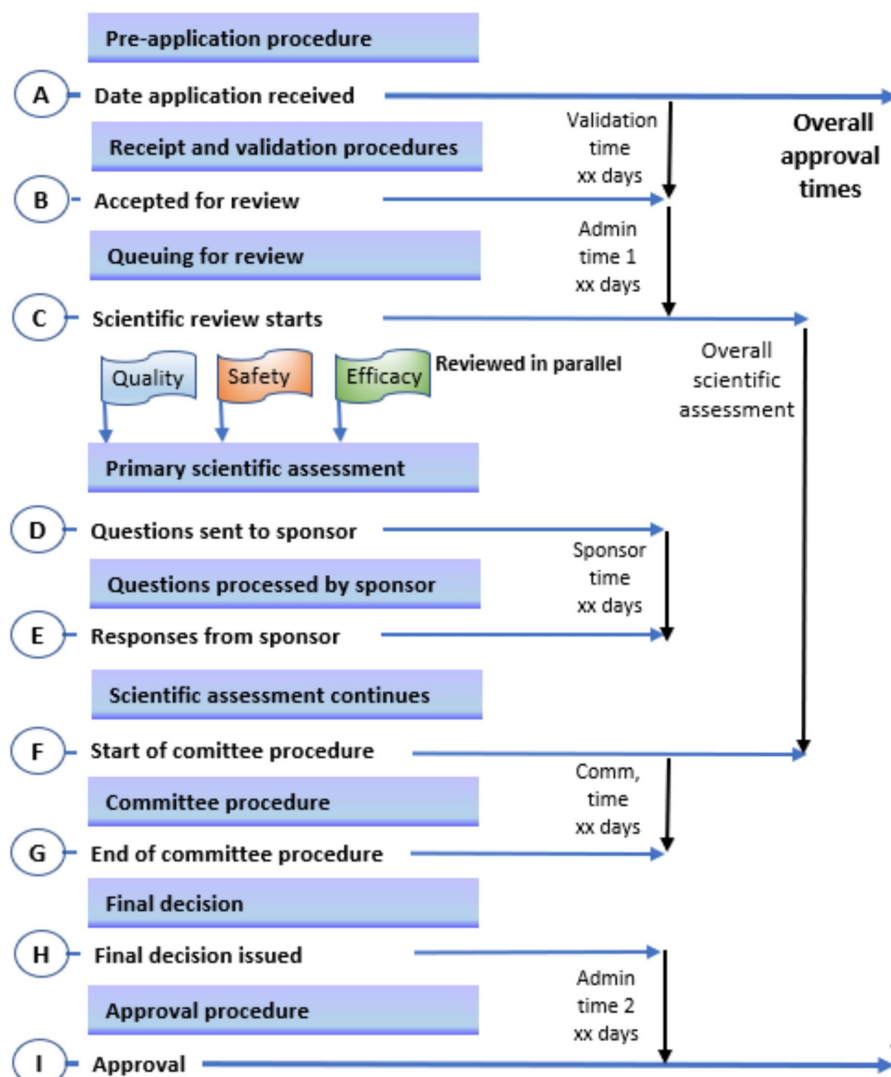 Pre-application procedure
A Date application received
Validation
time
xx days
Overall
approval
times
Receipt and validation procedures
B Accepted for review
Admin
time 1
xx days
Queuing for review
C Scientific review starts
Quality Safety Efficacy Reviewed in parallel
Overall
scientific
assessment
Primary scientific assessment
D Questions sent to sponsor
Sponsor
time
xx days
Questions processed by sponsor
E Responses from sponsor
Scientific assessment continues
F Start of comittee procedure
Comm,
time
xx days
Committee procedure
G End of committee procedure
Final decision
H Final decision issued
Admin
time 2
xx days
Approval procedure
I Approval